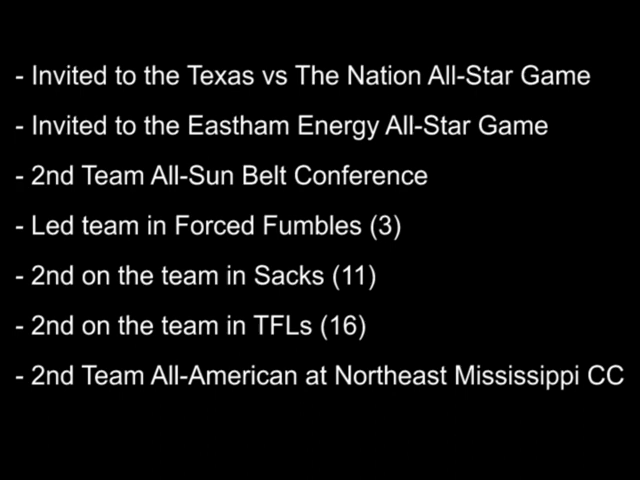 - Invited to the Texas vs The Nation All-Star Game
- Invited to the Eastham Energy All-Star Game
- 2nd Team All-Sun Belt Conference
- Led team in Forced Fumbles (3)
- 2nd on the team in Sacks (11)
- 2nd on the team in TFLs (16)
- 2nd Team All-American at Northeast Mississippi CC